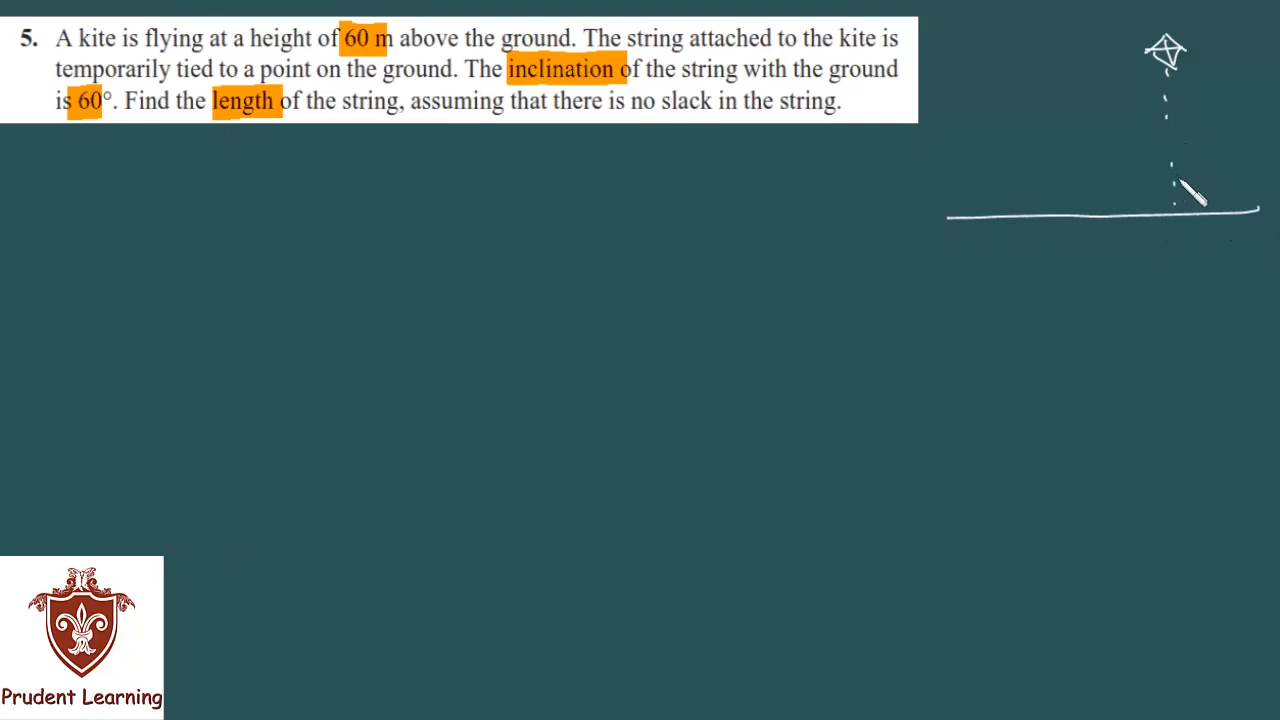 5. A kite is flying at a height of 60 m above the ground. The string attached to the kite is
temporarily tied to a point on the ground. The inclination of the string with the ground
is 60°. Find the length of the string, assuming that there is no slack in the string.
Prudent Learning